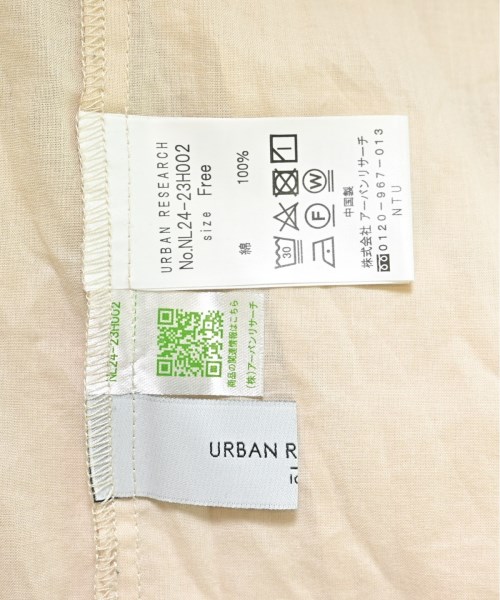 URBAN RESEARCH
No.NL24-23H002
size Free
綿 100%
30
F W
中国製
株式会社 アーバンリサーチ
0120-967-013
NTU
NL24-23H002
商品の関連情報はこちら
(株)アーバンリサーチ
URBAN R